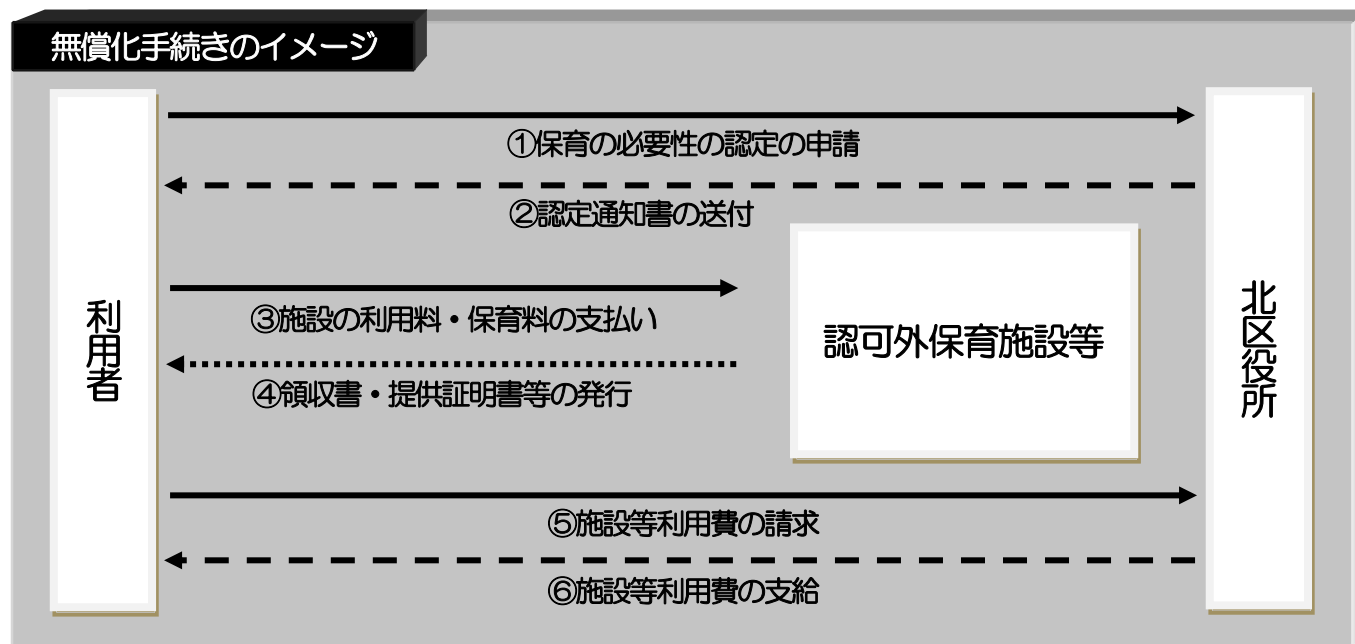 無償化手続きのイメージ
①保育の必要性の認定の申請
②認定通知書の送付
利用者
③施設の利用料・保育料の支払い
認可外保育施設等
北区役所
④領収書・提供証明書等の発行
⑤施設等利用費の請求
⑥施設等利用費の支給